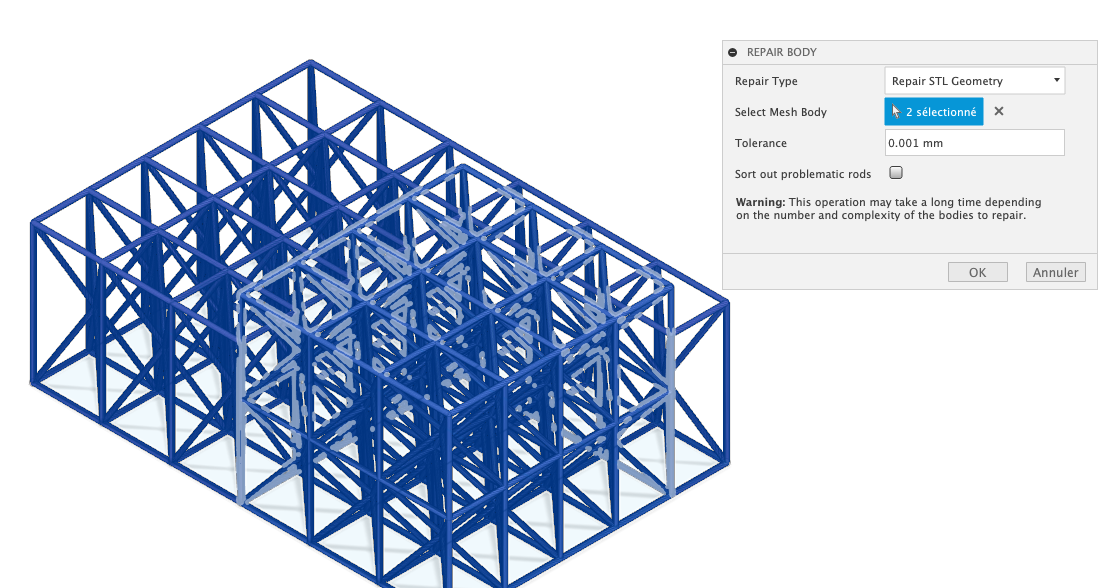 REPAIR BODY
Repair Type Repair STL Geometry
Select Mesh Body 2 sélectionné
Tolerance 0.001 mm
Sort out problematic rods
Warning: This operation may take a long time depending
on the number and complexity of the bodies to repair.
OK Annuler